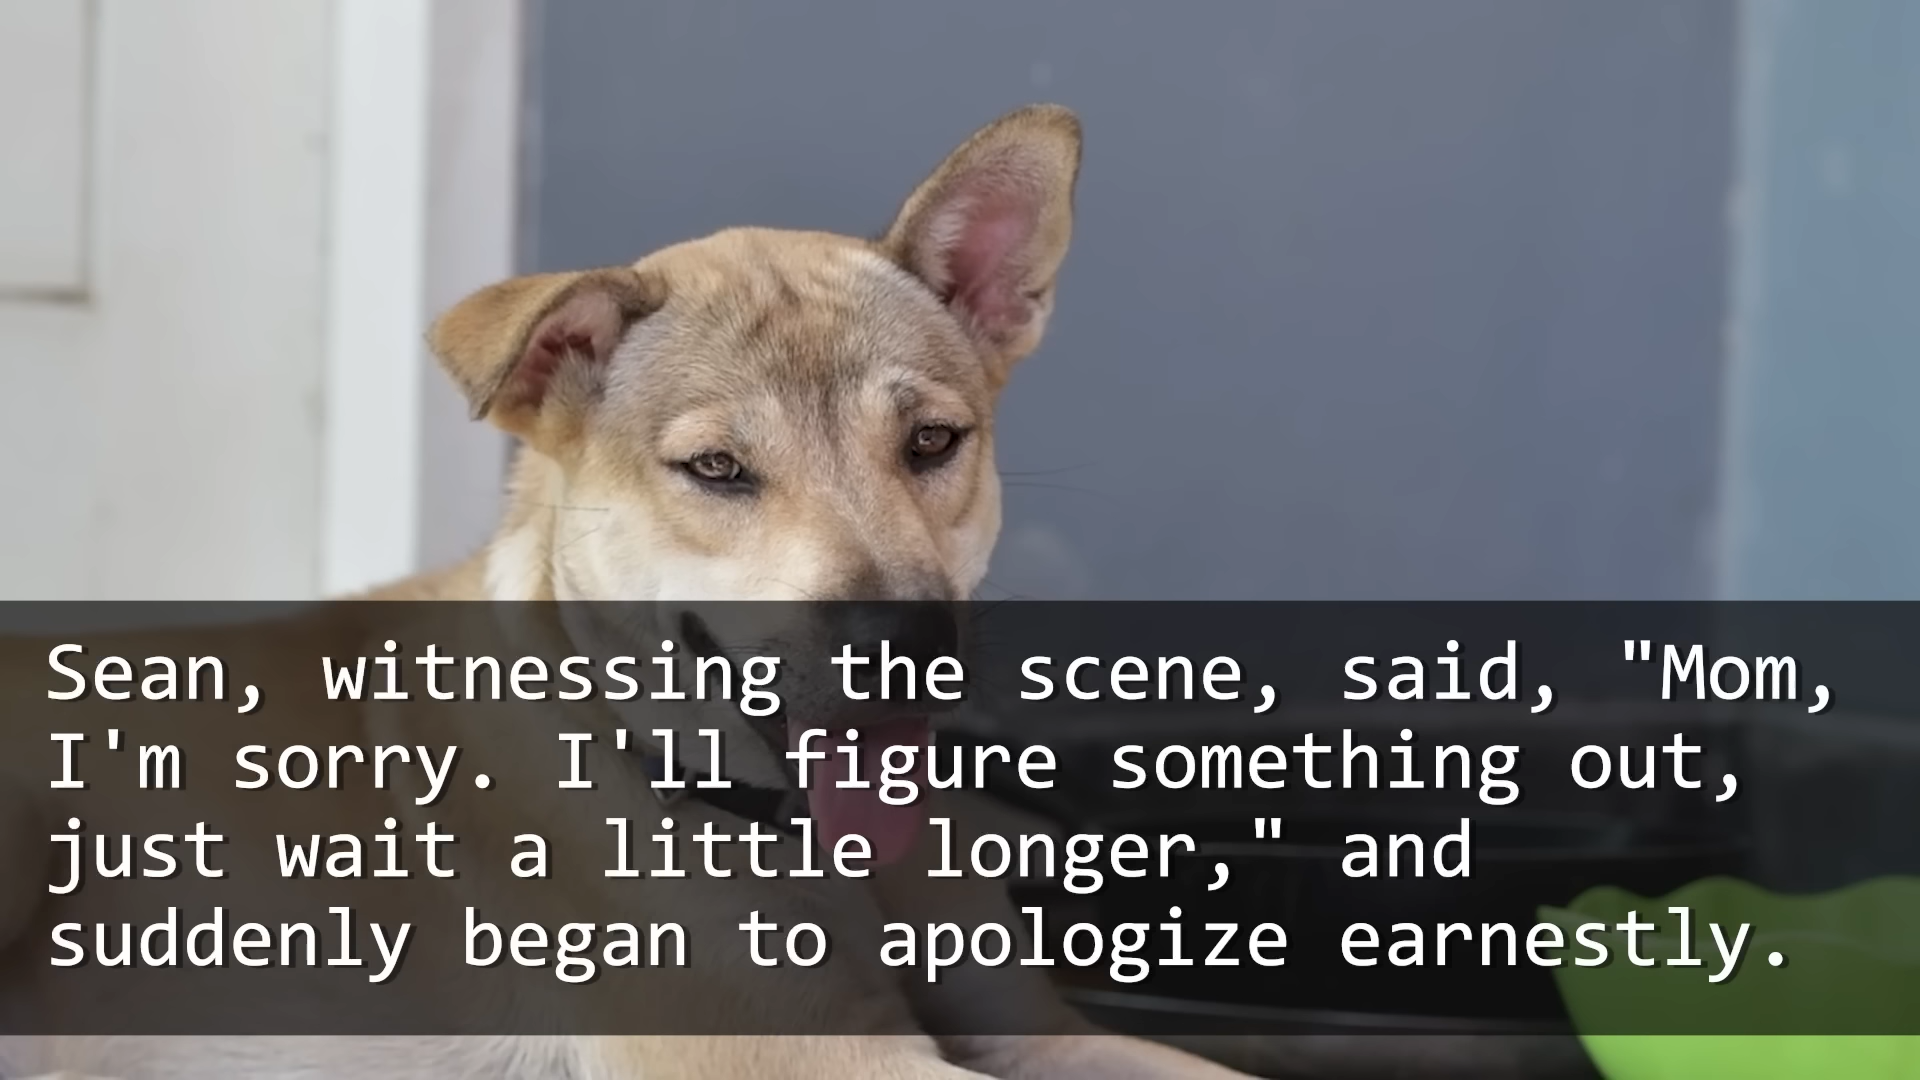 Sean, witnessing the scene, said, "Mom,
I'm sorry. I'll figure something out,
just wait a little longer," and
suddenly began to apologize earnestly.